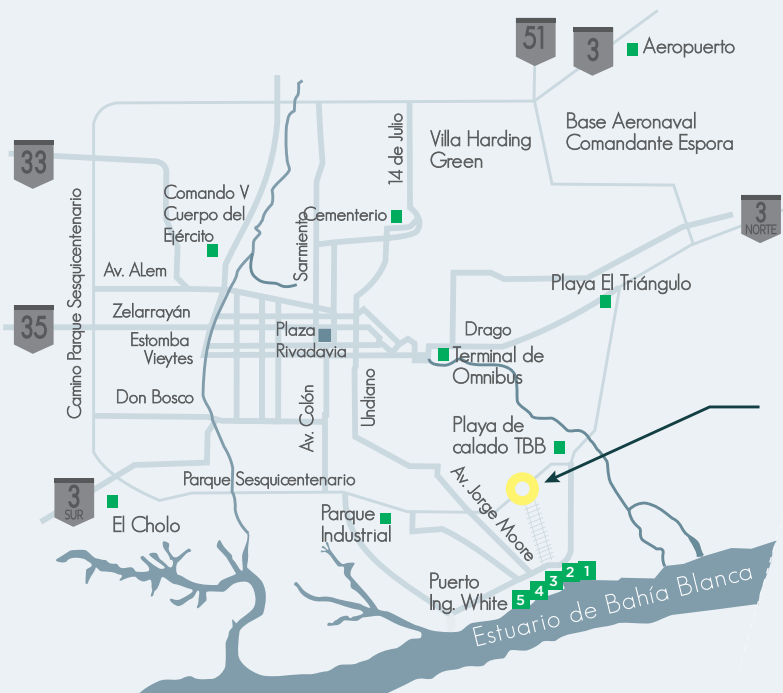 51
3
Aeropuerto
Base Aeronaval
Comandante Espora
Villa Harding
Green
14 de Julio
33
Comando V
Cuerpo del
Ejército
Cementerio
Sarmiento
Camino Parque Sesquicentenario
3
NORTE
Av. ALem
Playa El Triángulo
Zelarrayán
35
Estomba
Vieytes
Plaza
Rivadavia
Drago
Terminal de
Omnibus
Don Bosco
Av. Colón
Undiano
Playa de
calado TBB
Parque Sesquicentenario
Av. Jorge Moore
3
SUR
El Cholo
Parque
Industrial
Puerto
Ing. White
5
4
3
2
1
Estuario de Bahía Blanca